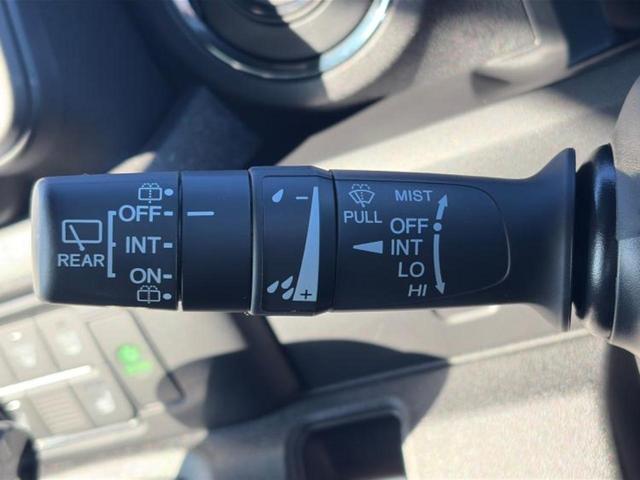 OFF
INT
ON
REAR
−
+
PULL
MIST
OFF
INT
LO
HI